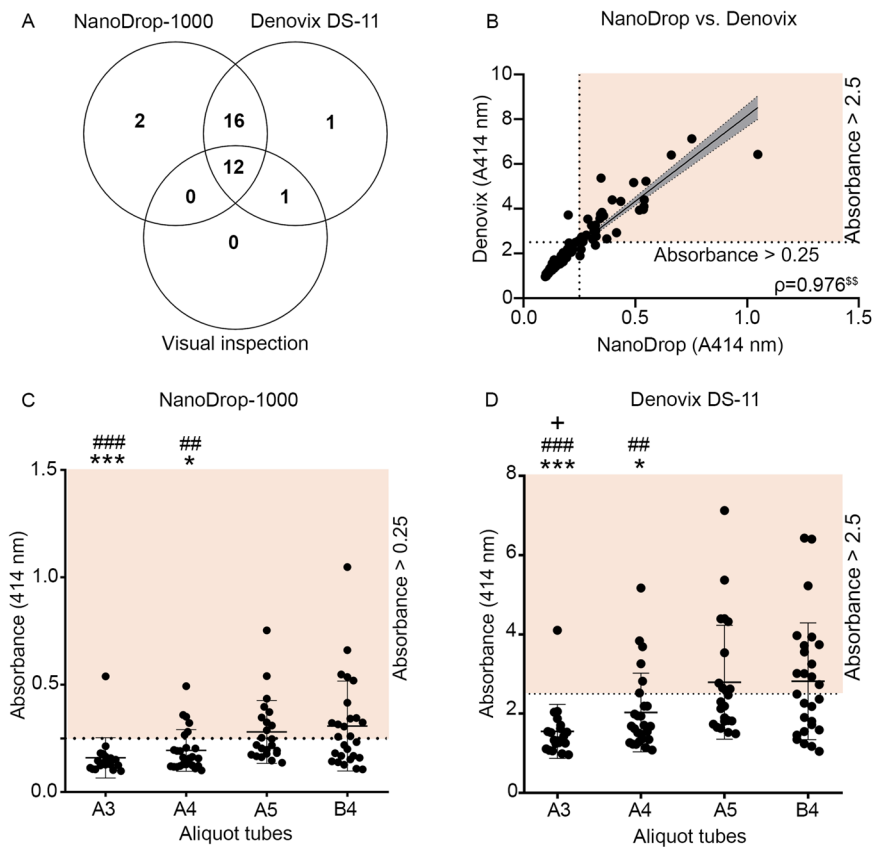 A
NanoDrop-1000 Denovix DS-11
2 16 1
12
0 1
0
Visual inspection
B
NanoDrop vs. Denovix
Denovix (A414 nm)
10
8
6
4
2
0
0.0 0.5 1.0 1.5
NanoDrop (A414 nm)
Absorbance > 2.5
Absorbance > 0.25
ρ=0.976$$
C
NanoDrop-1000
### ##
*** *
Absorbance (414 nm)
1.5
1.0
0.5
0.0
A3 A4 A5 B4
Aliquot tubes
Absorbance > 0.25
D
Denovix DS-11
+
### ##
*** *
Absorbance (414 nm)
8
6
4
2
0
A3 A4 A5 B4
Aliquot tubes
Absorbance > 2.5